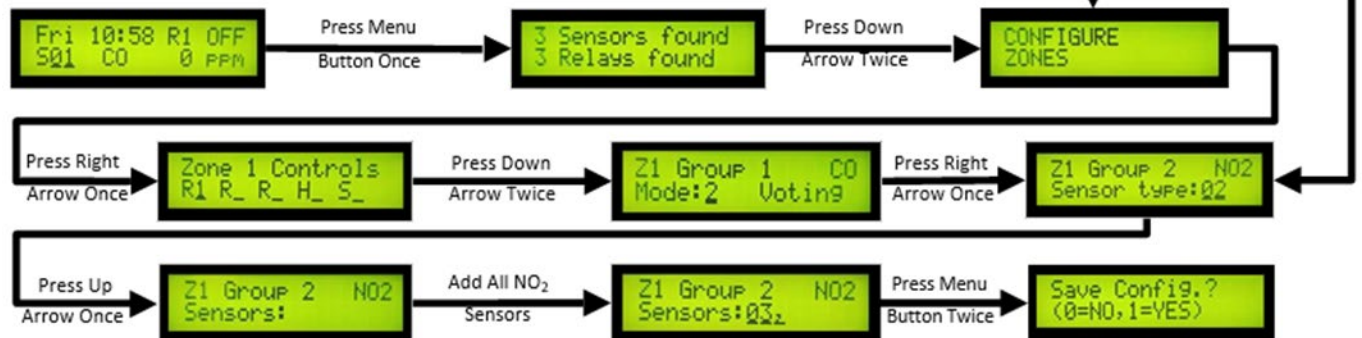 Fri 10:58 R1 OFF
S01 CO 0 PPM
Press Menu
Button Once
3 Sensors found
3 Relays found
Press Down
Arrow Twice
CONFIGURE
ZONES
Press Right
Arrow Once
Zone 1 Controls
R1 R_ R_ H_ S_
Press Down
Arrow Twice
Z1 Group 1 CO
Mode:2 Voting
Press Right
Arrow Once
Z1 Group 2 NO2
Sensor type:02
Press Up
Arrow Once
Z1 Group 2 NO2
Sensors:
Add All NO₂
Sensors
Z1 Group 2 NO2
Sensors:03,
Press Menu
Button Twice
Save Config.?
(0=NO,1=YES)